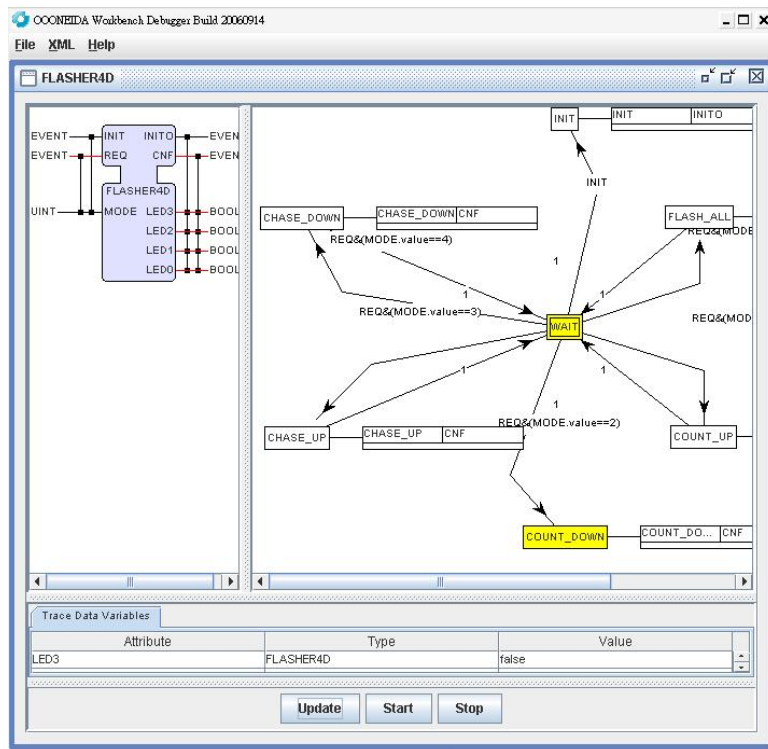 OOONEIDA Workbench Debugger Build 20060914
File XML Help
FLASHER4D
EVENT INIT INITO EVEN
EVENT REQ CNF EVEN
FLASHER4D
UINT MODE LED3 BOOL
LED2 BOOL
LED1 BOOL
LED0 BOOL
INIT INIT INITO
INIT
CHASE_DOWN CHASE_DOWN CNF
FLASH_ALL
REQ&(MODE.value==4)
REQ&(MODE
1
1
1
REQ&(MODE.value==3)
REQ&(MOD
WAIT
1
1
1
REQ&(MODE.value==2)
CHASE_UP CHASE_UP CNF
COUNT_UP
COUNT_DOWN COUNT_DO... CNF
Trace Data Variables
Attribute Type Value
LED3 FLASHER4D false
Update Start Stop